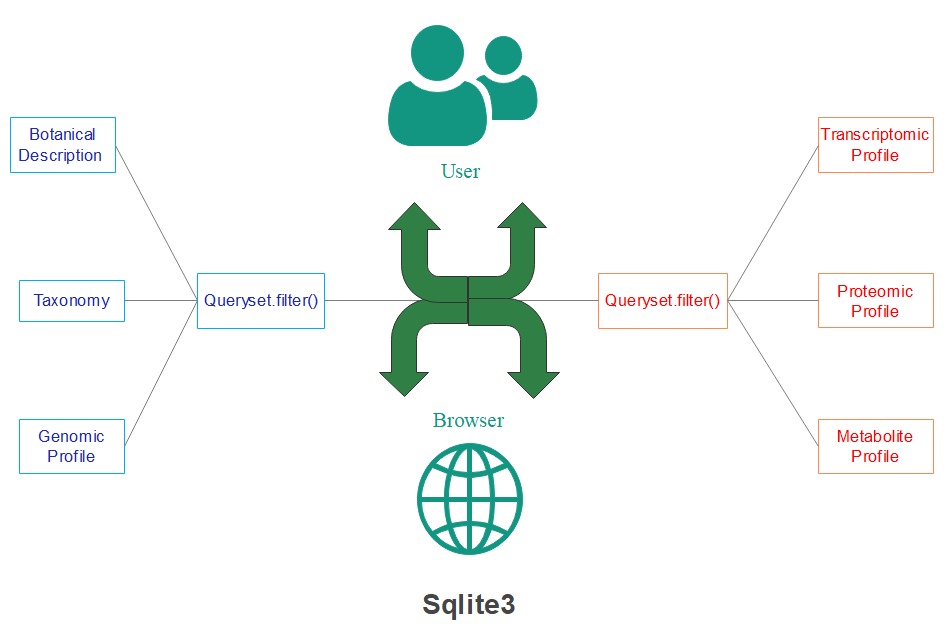 User
Botanical
Description
Taxonomy
Genomic
Profile
Queryset.filter()
Queryset.filter()
Transcriptomic
Profile
Proteomic
Profile
Metabolite
Profile
Browser
Sqlite3